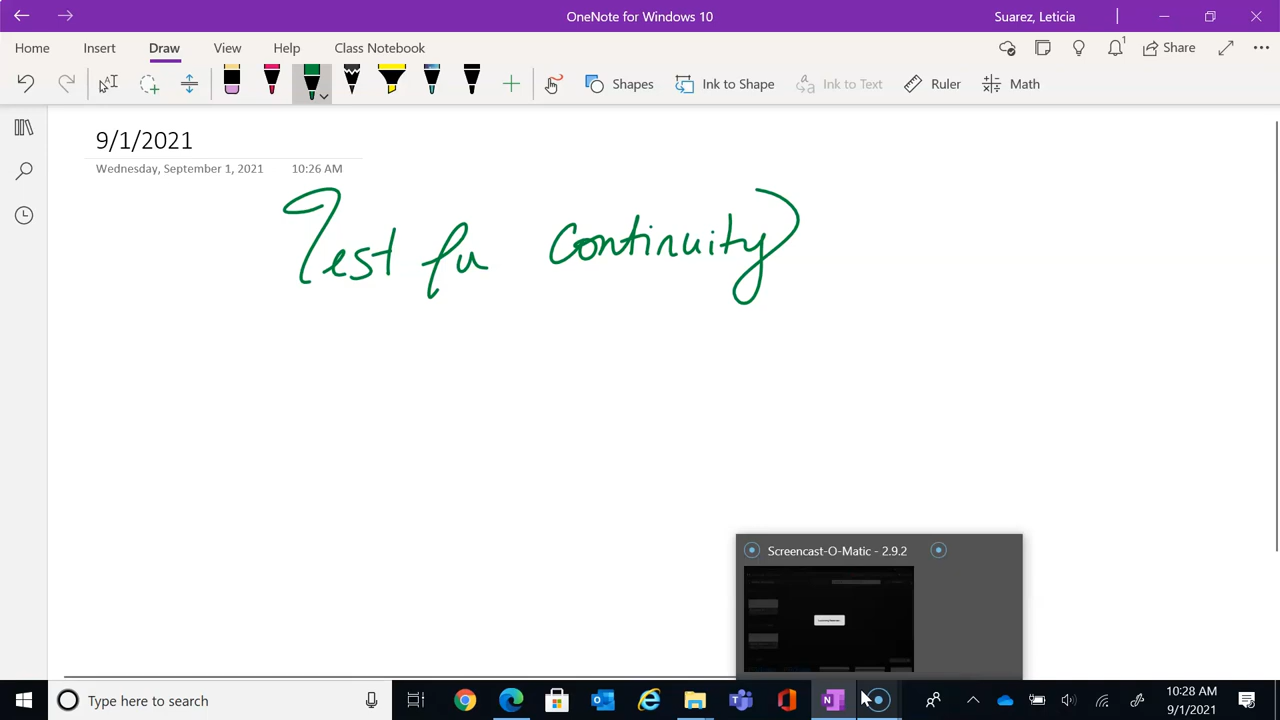 OneNote for Windows 10
Suarez, Leticia
Home Insert Draw View Help Class Notebook
1
Share
Shapes Ink to Shape Ink to Text Ruler Math
9/1/2021
Wednesday, September 1, 2021 10:26 AM
Test for continuity
Screencast-O-Matic - 2.9.2
Type here to search
10:28 AM
9/1/2021